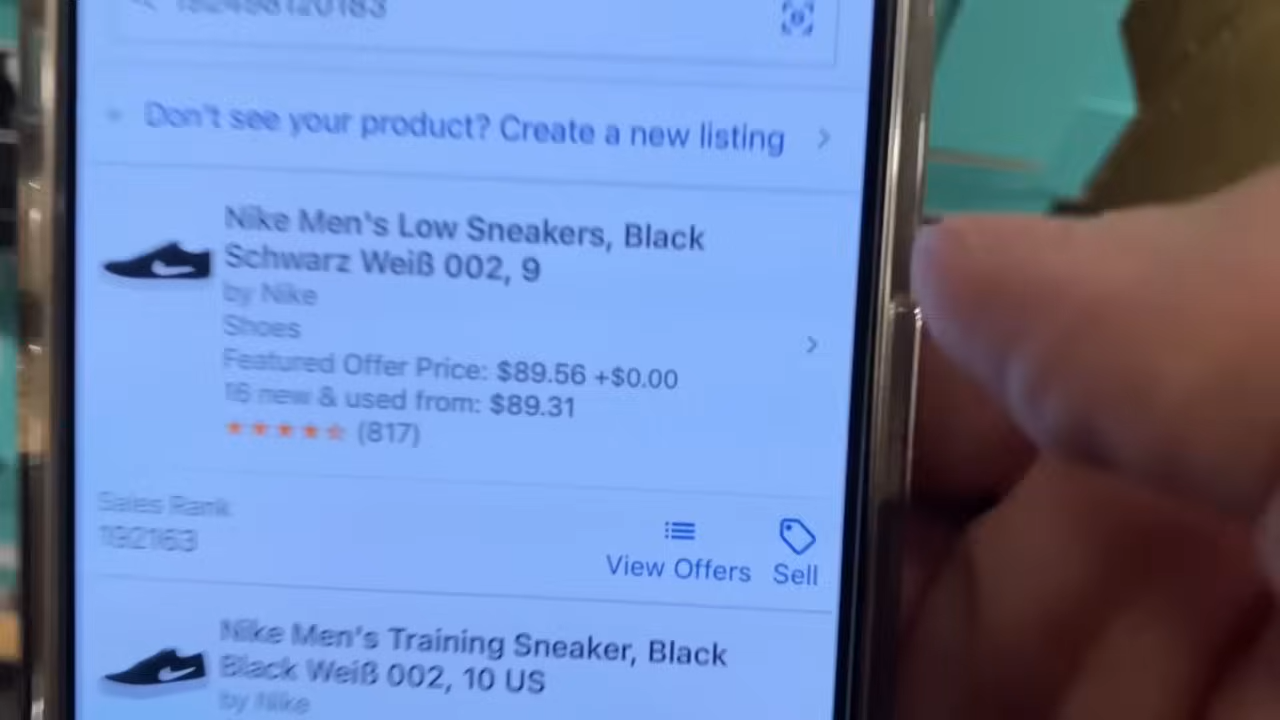 192498120183
Don't see your product? Create a new listing
Nike Men's Low Sneakers, Black
Schwarz Weiß 002, 9
by Nike
Shoes
Featured Offer Price: $89.56 +$0.00
16 new & used from: $89.31
(817)
Sales Rank
192163
View Offers
Sell
Nike Men's Training Sneaker, Black
Black Weiß 002, 10 US
by Nike